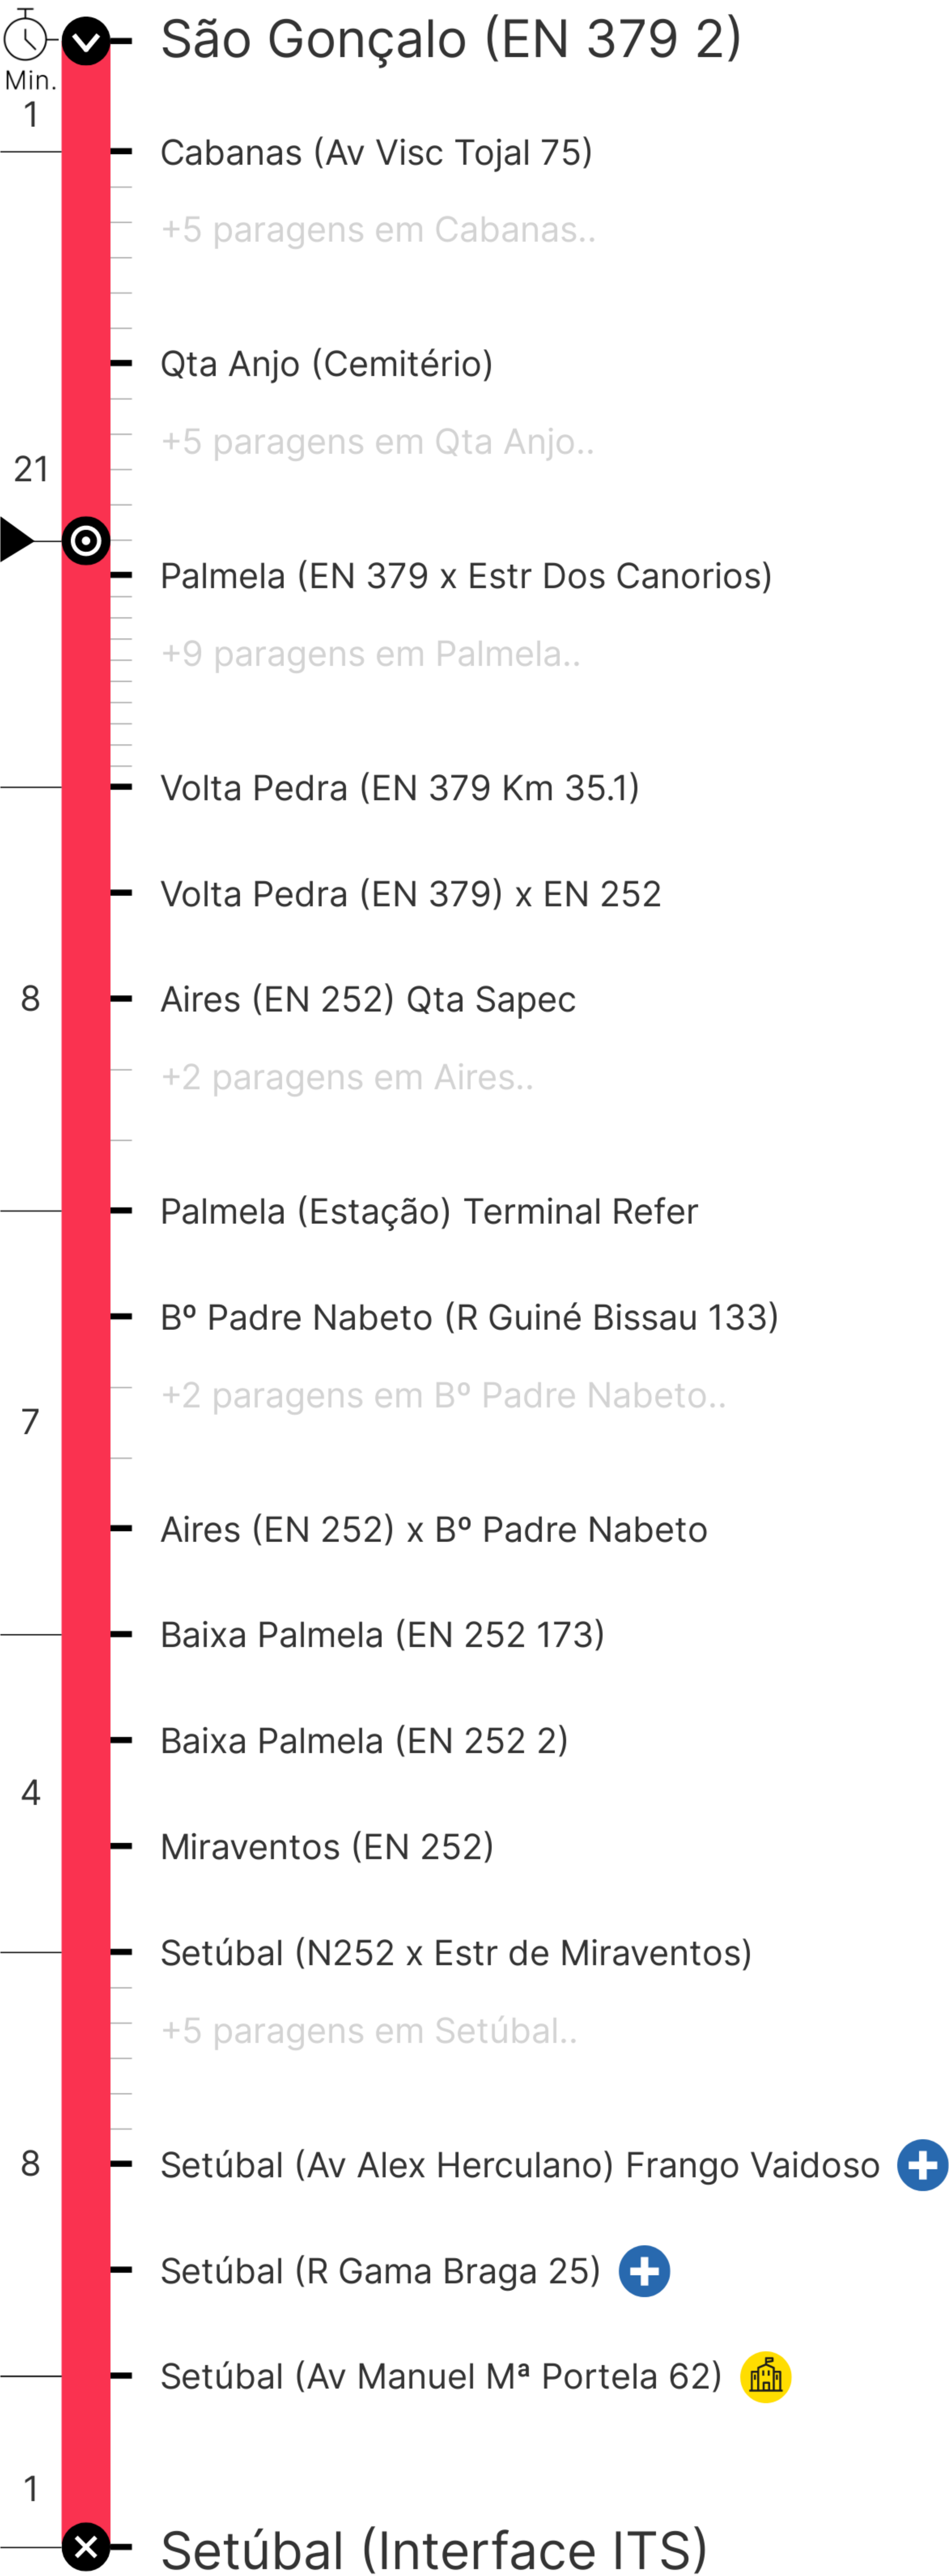 São Gonçalo (EN 379 2)
Min.
1
Cabanas (Av Visc Tojal 75)
+5 paragens em Cabanas..
Qta Anjo (Cemitério)
+5 paragens em Qta Anjo..
21
Palmela (EN 379 x Estr Dos Canorios)
+9 paragens em Palmela..
Volta Pedra (EN 379 Km 35.1)
Volta Pedra (EN 379) x EN 252
8
Aires (EN 252) Qta Sapec
+2 paragens em Aires..
Palmela (Estação) Terminal Refer
Bº Padre Nabeto (R Guiné Bissau 133)
+2 paragens em Bº Padre Nabeto..
7
Aires (EN 252) x Bº Padre Nabeto
Baixa Palmela (EN 252 173)
Baixa Palmela (EN 252 2)
4
Miraventos (EN 252)
Setúbal (N252 x Estr de Miraventos)
+5 paragens em Setúbal..
8
Setúbal (Av Alex Herculano) Frango Vaidoso
Setúbal (R Gama Braga 25)
Setúbal (Av Manuel Mª Portela 62)
1
Setúbal (Interface ITS)